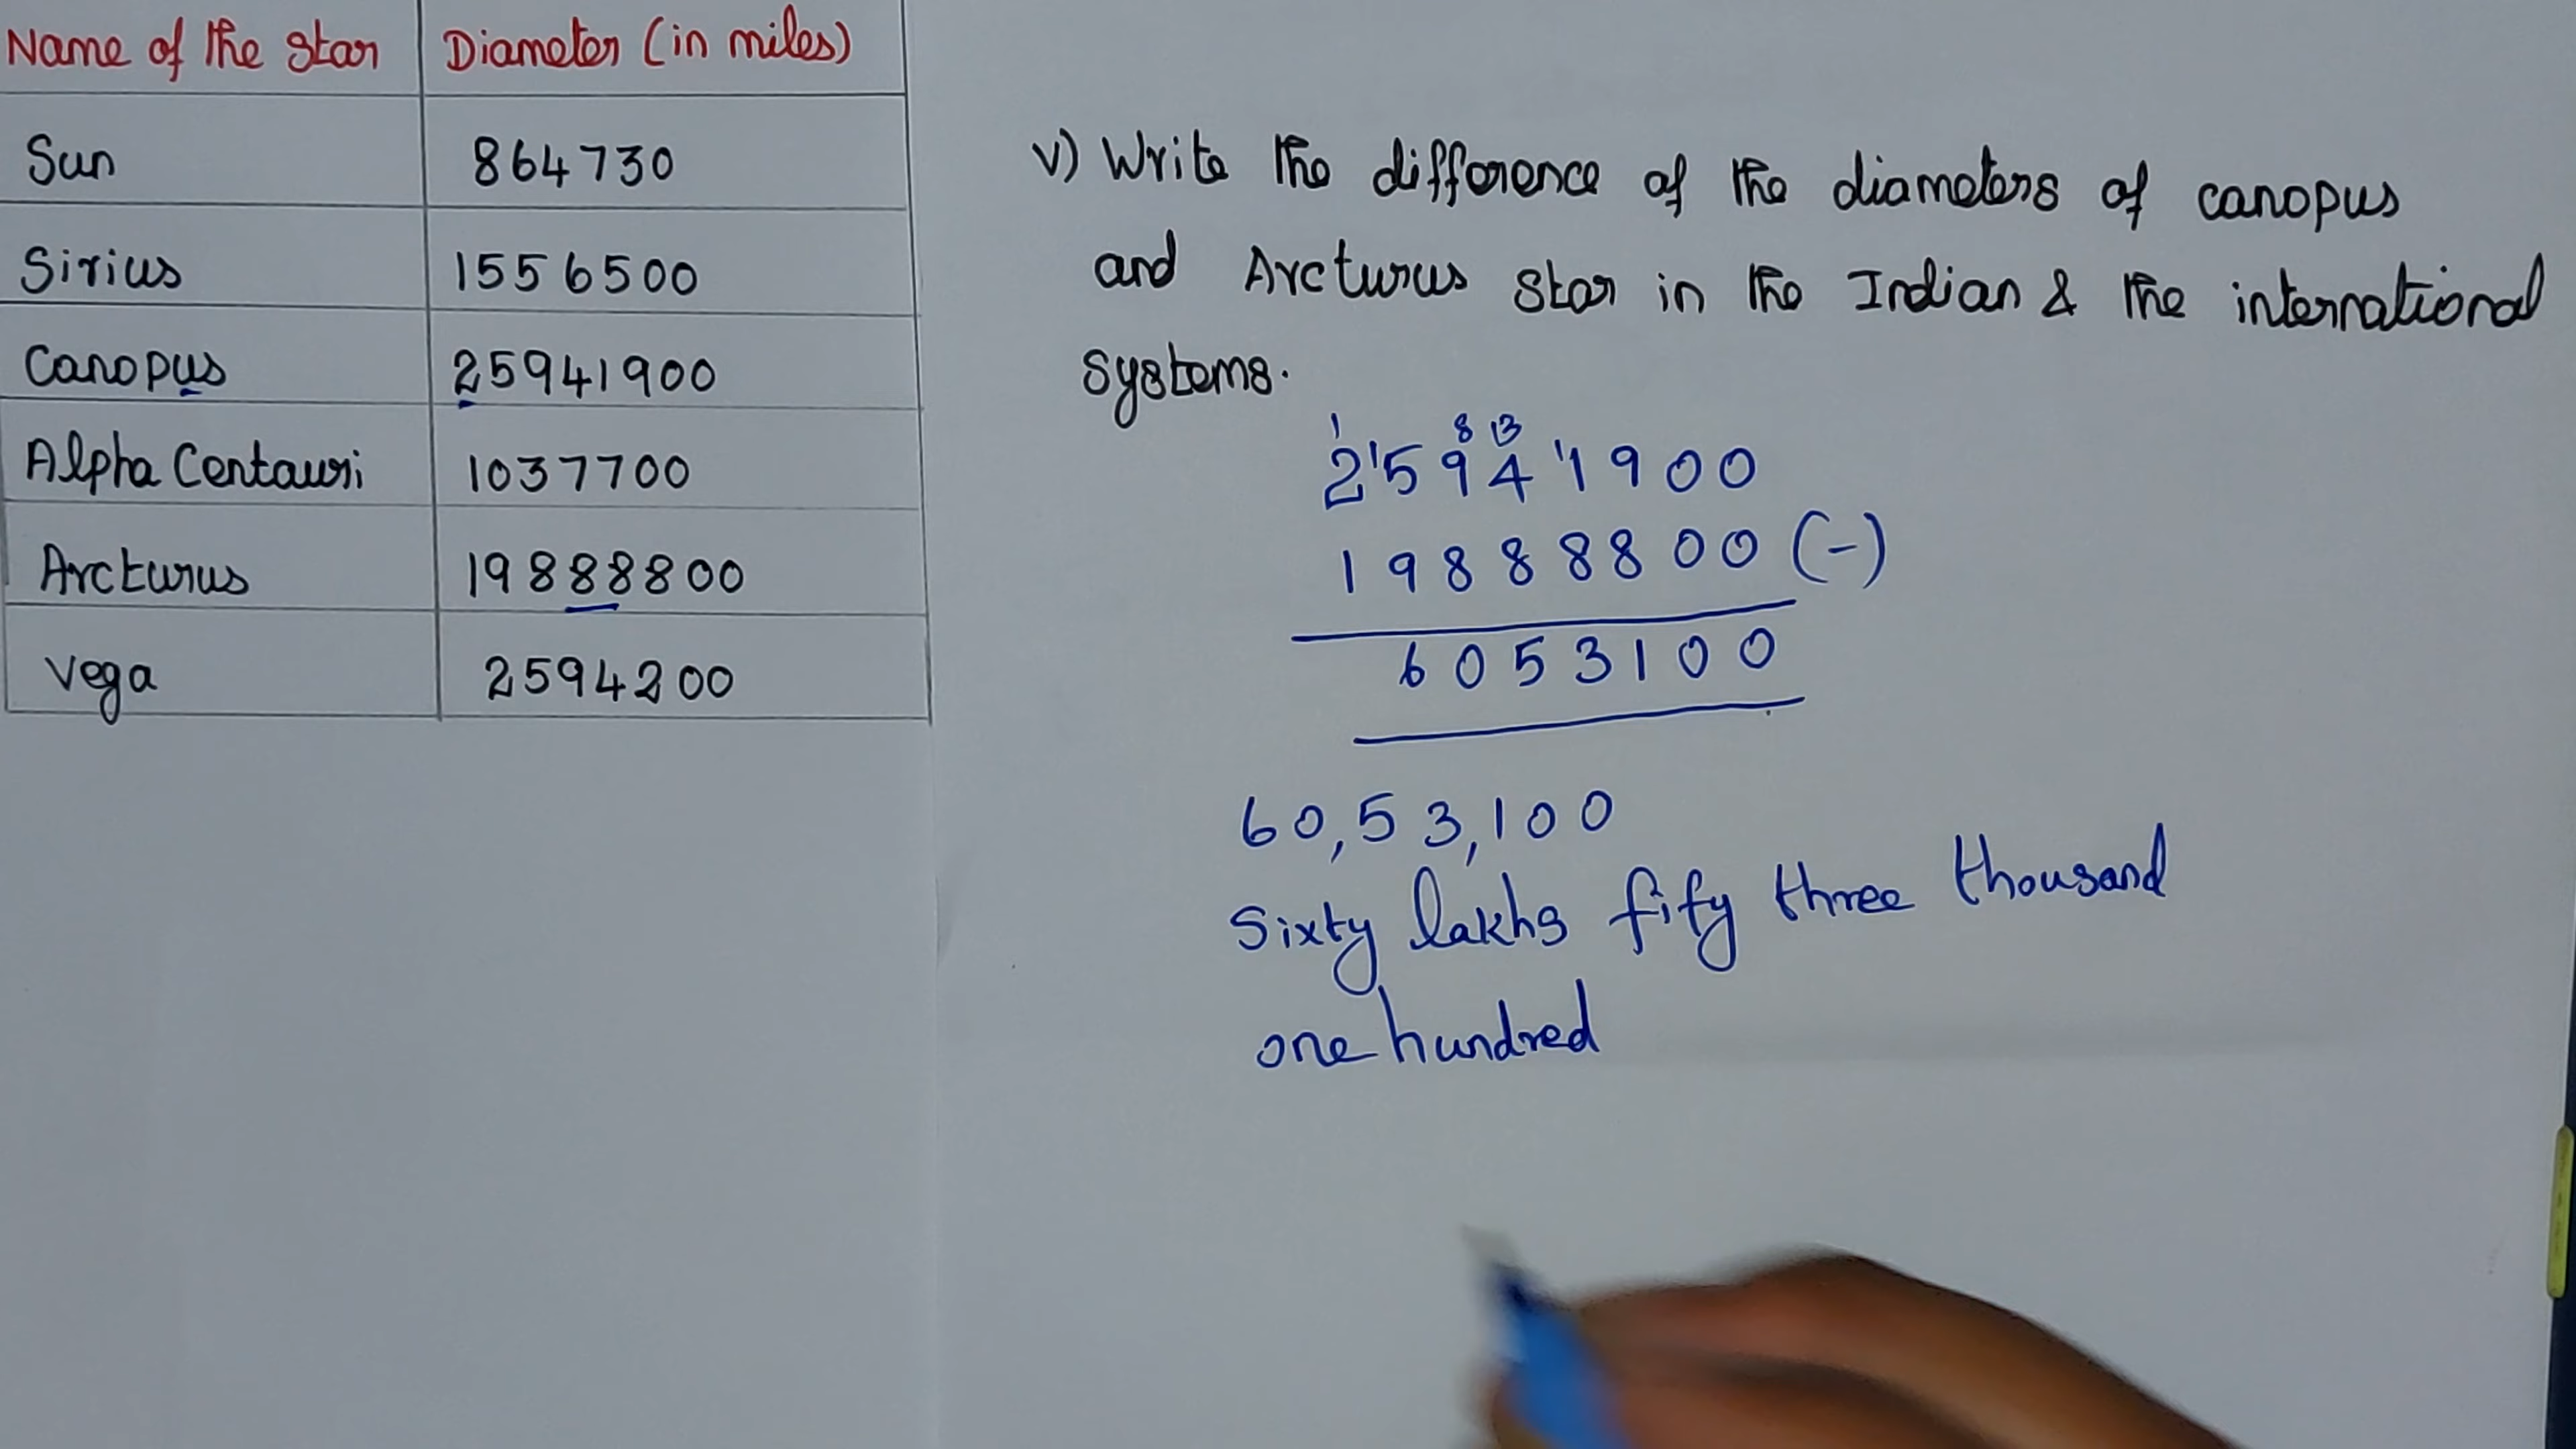 Name of the Star Diameter (in miles)
Sun 864730
Sirius 1556500
Canopus 25941900
Alpha Centauri 1037700
Arcturus 19888800
Vega 2594200
v) Write the difference of the diameters of canopus
and Arcturus Star in the Indian & the international
Systems.
1 8 13
2 1 5 9 4 1 1 9 0 0
1 9 8 8 8 8 0 0 (-)
6 0 5 3 1 0 0
60,53,100
Sixty lakhs fify three thousand
one hundred